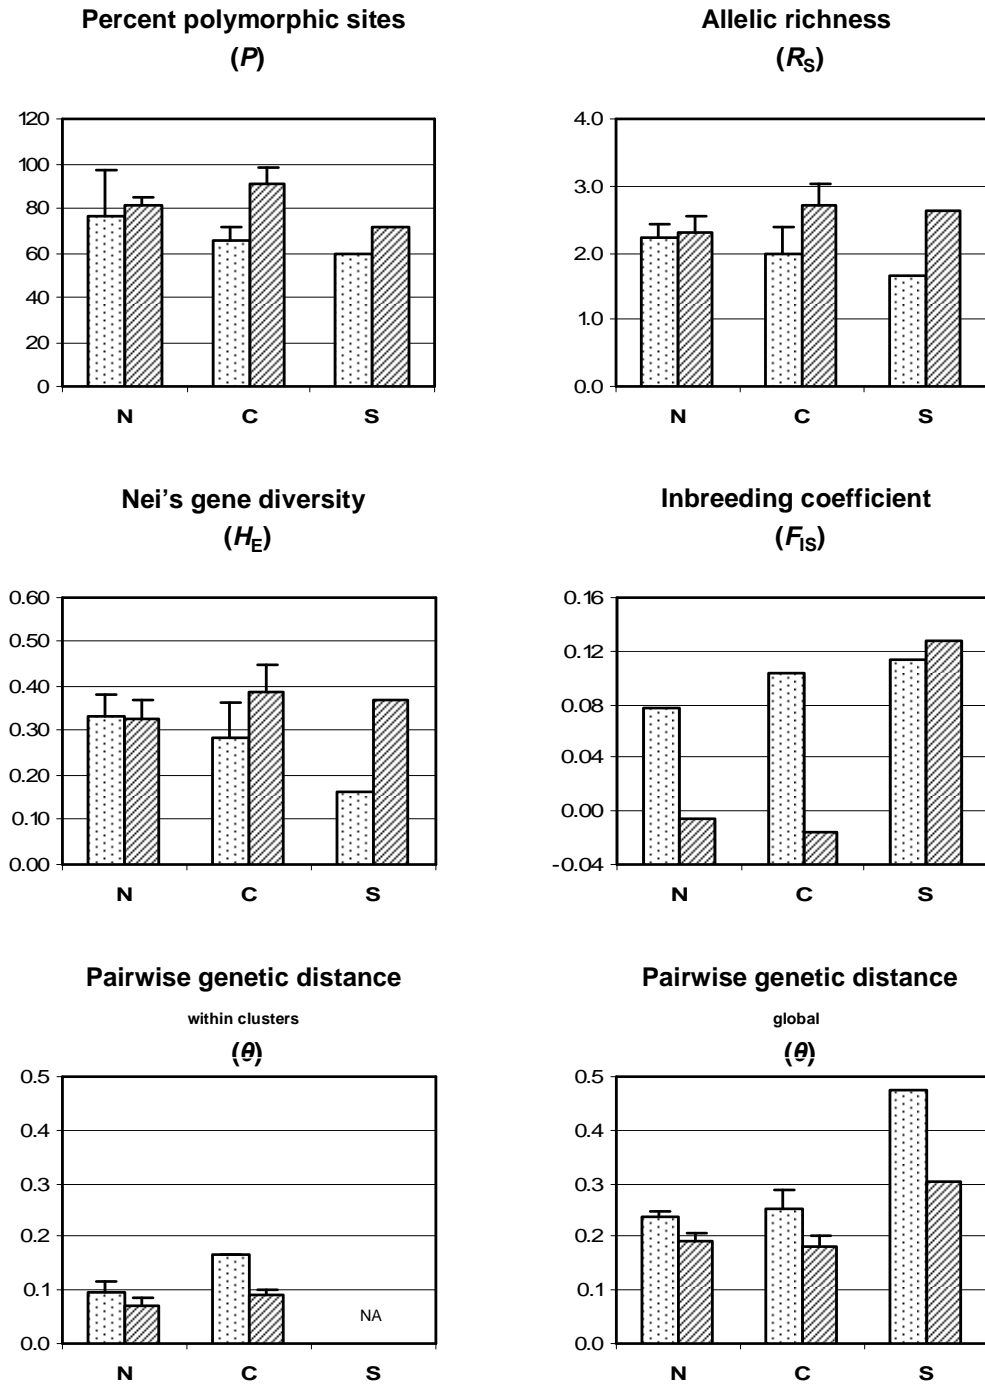 Percent polymorphic sites
(P)
120
100
80
60
40
20
0
N C S
Allelic richness
(RS)
4.0
3.0
2.0
1.0
0.0
N C S
Nei's gene diversity
(HE)
0.60
0.50
0.40
0.30
0.20
0.10
0.00
N C S
Inbreeding coefficient
(FIS)
0.16
0.12
0.08
0.04
0.00
-0.04
N C S
Pairwise genetic distance
within clusters
(θ)
0.5
0.4
0.3
0.2
0.1
0.0
NA
N C S
Pairwise genetic distance
global
(θ)
0.5
0.4
0.3
0.2
0.1
0.0
N C S